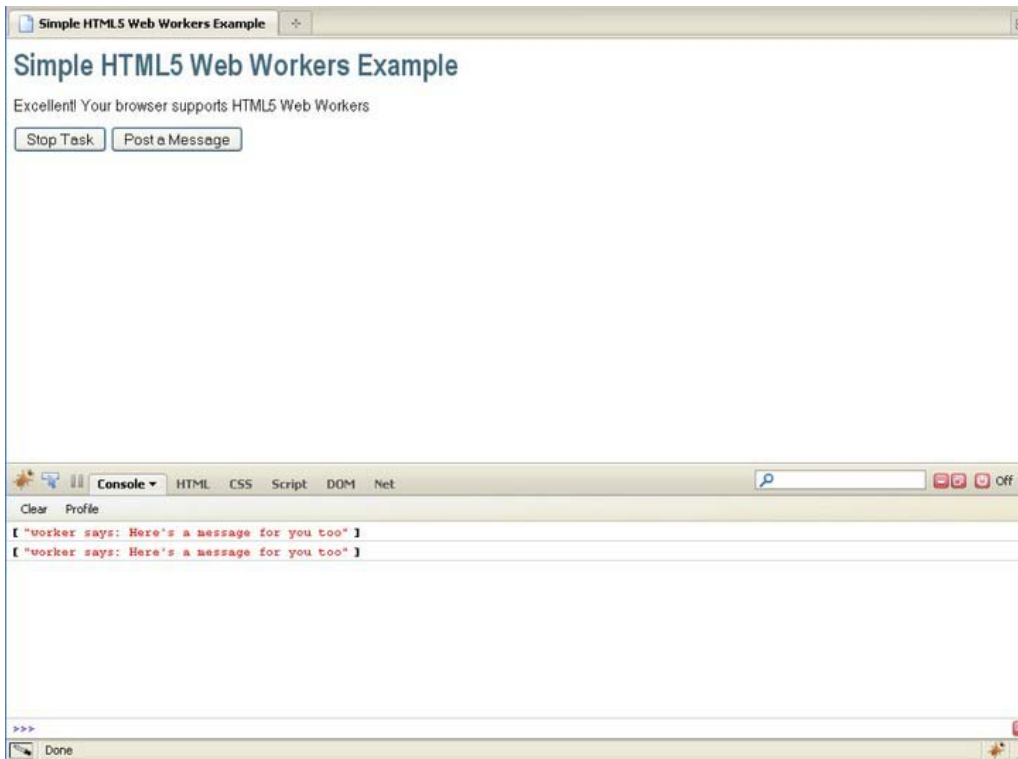 Simple HTML5 Web Workers Example
Simple HTML5 Web Workers Example
Excellent! Your browser supports HTML5 Web Workers
Stop Task Post a Message
Console HTML CSS Script DOM Net Off
Clear Profile
[ "worker says: Here's a message for you too" ]
[ "worker says: Here's a message for you too" ]
>>>
Done